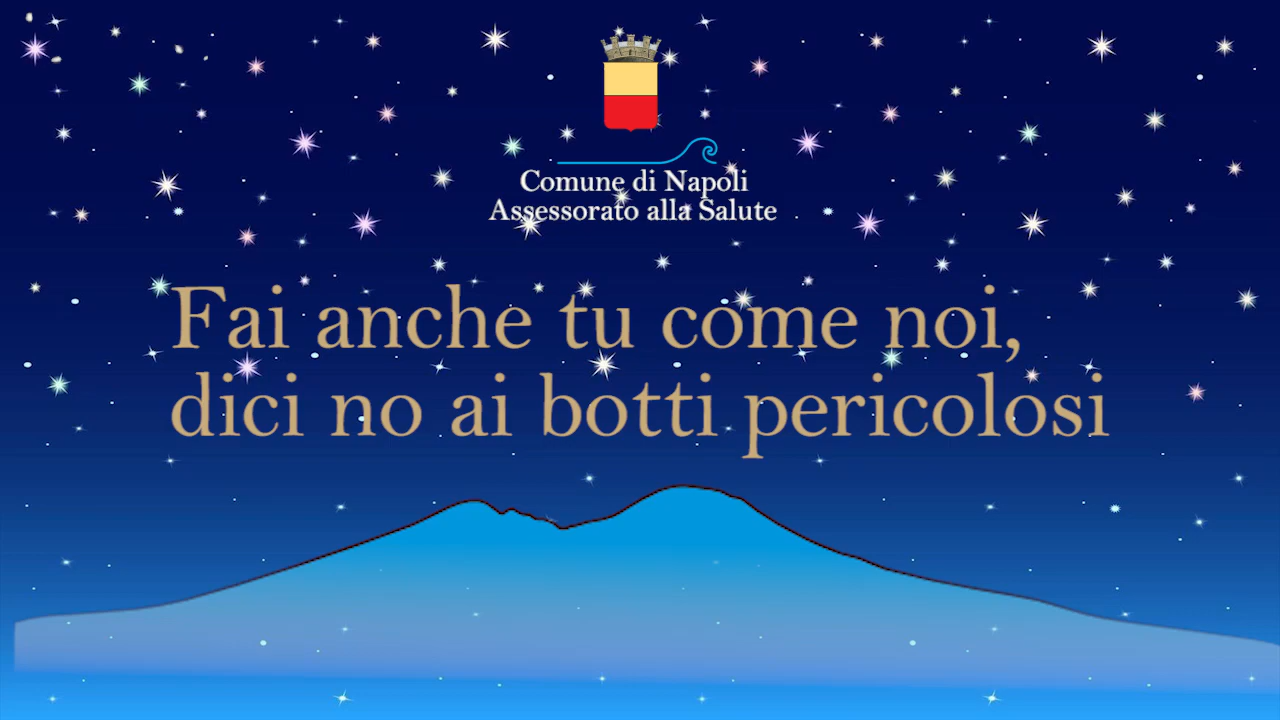 Comune di Napoli
Assessorato alla Salute
Fai anche tu come noi,
dici no ai botti pericolosi